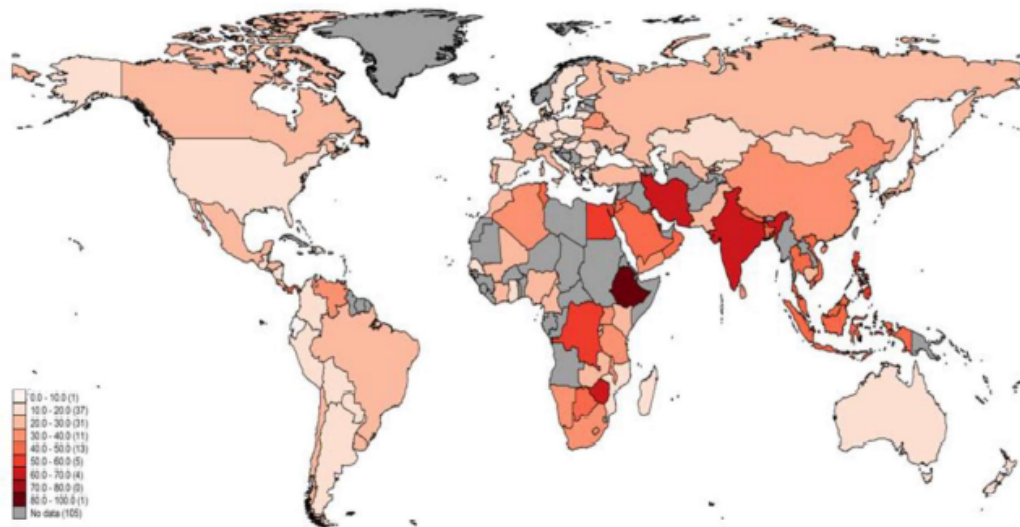 0.0 - 10.0 (1)
10.0 - 20.0 (37)
20.0 - 30.0 (31)
30.0 - 40.0 (11)
40.0 - 50.0 (13)
50.0 - 60.0 (5)
60.0 - 70.0 (4)
70.0 - 80.0 (0)
80.0 - 100.0 (1)
No data (105)